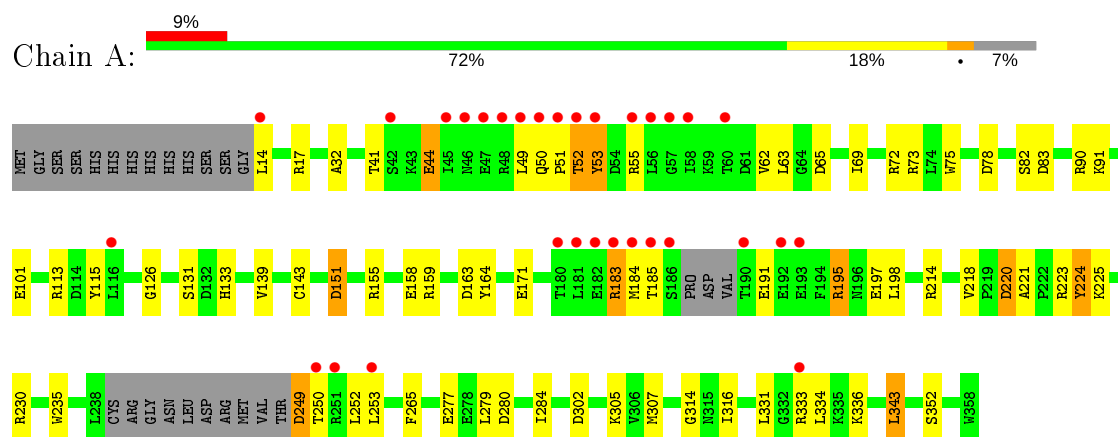 9%
Chain A:
72% 18% • 7%
MET GLY SER SER HIS HIS HIS HIS HIS HIS SER SER GLY L14 R17 A32 T41 S42 K43 E44 I45 N46 E47 R48 L49 Q50 P51 T52 Y53 D54 R55 L56 G57 I58 K59 T60 D61 V62 L63 G64 D65 I69 R72 R73 L74 W75 D78 S82 D83 R90 K91
E101 R113 D114 Y115 L116 G126 S131 D132 H133 V139 C143 D151 R155 E158 R159 D163 Y164 E171 T180 L181 E182 R183 M184 T185 S186 PRO ASP VAL T190 E191 E192 E193 F194 R195 N196 E197 L198 R214 V218 P219 D220 A221 P222 R223 Y224 K225
R230 W235 L238 CYS ARG GLY ASN LEU ASP ARG MET VAL THR D249 T250 R251 L252 L253 F265 E277 E278 L279 D280 I284 D302 K305 V306 M307 G314 N315 I316 L331 G332 R333 L334 K335 K336 L343 S352 W358